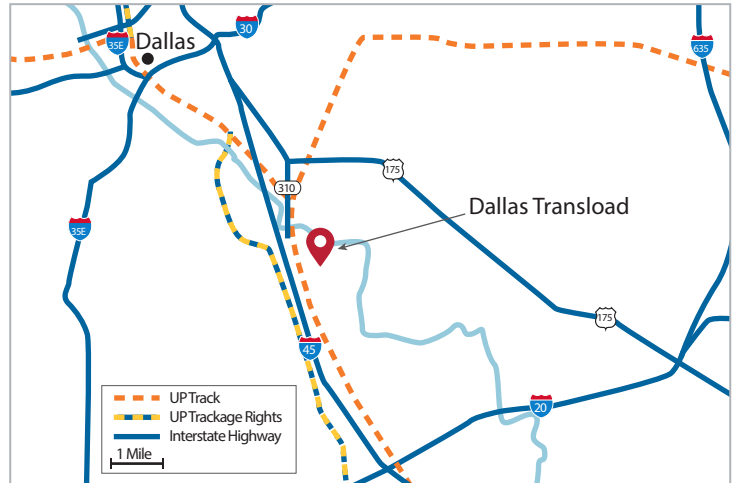 30
35E
Dallas
635
175
310
Dallas Transload
35E
175
45
20
UP Track
UP Trackage Rights
Interstate Highway
1 Mile